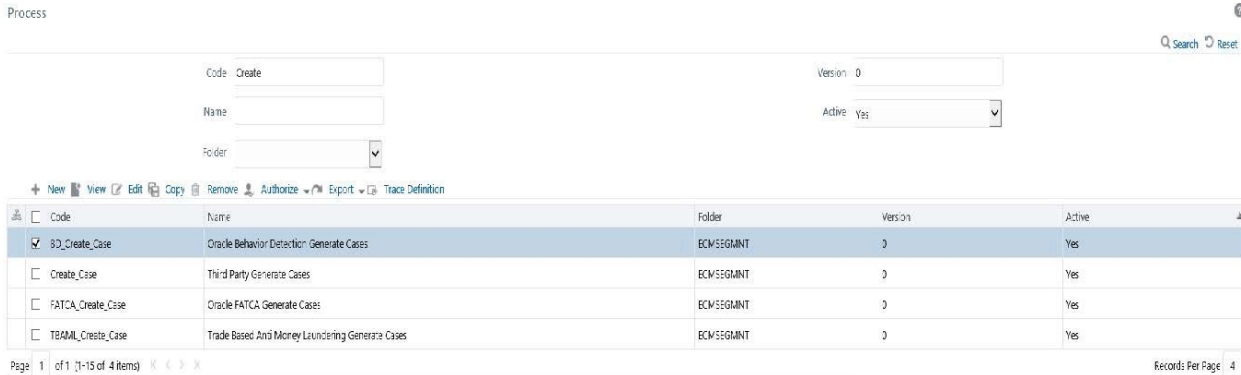 Process
?
Search Reset
Code Create Version 0
Name Active Yes
Folder
New View Edit Copy Remove Authorize Export Trace Definition
Code Name Folder Version Active
BD_Create_Case Oracle Behavior Detection Generate Cases ECMSEGMNT 0 Yes
Create_Case Third Party Generate Cases ECMSEGMNT 0 Yes
FATCA_Create_Case Oracle FATCA Generate Cases ECMSEGMNT 0 Yes
TBAML_Create_Case Trade Based Anti Money Laundering Generate Cases ECMSEGMNT 0 Yes
Page 1 of 1 (1-15 of 4 items) Records Per Page 4